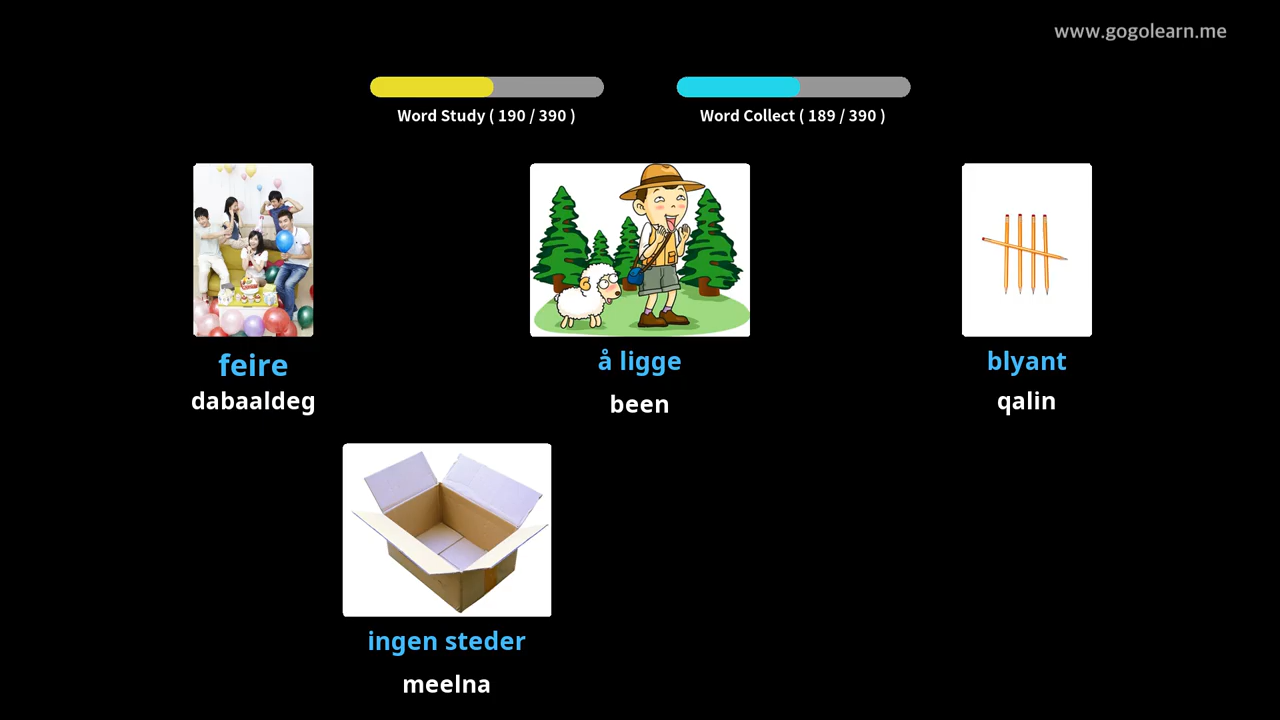 www.gogolearn.me
Word Study ( 190 / 390 )
Word Collect ( 189 / 390 )
feire
dabaaldeg
å ligge
been
blyant
qalin
ingen steder
meelna